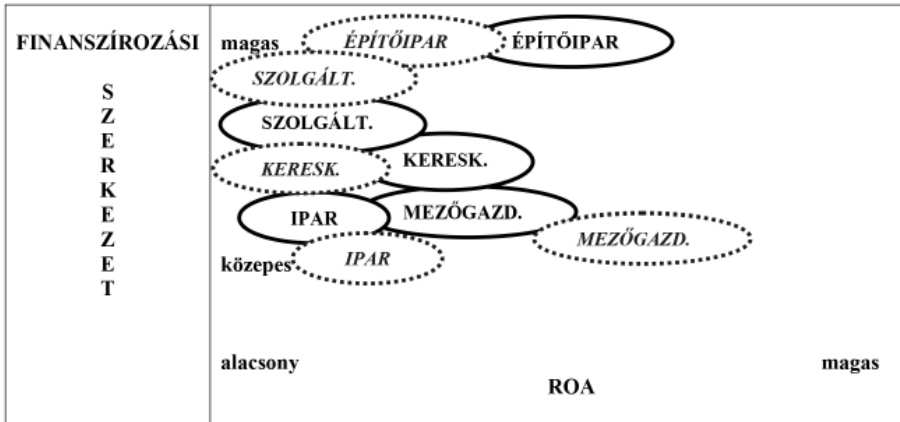 FINANSZÍROZÁSI
S
Z
E
R
K
E
Z
E
T
magas
ÉPÍTŐIPAR
ÉPÍTŐIPAR
SZOLGÁLT.
SZOLGÁLT.
KERESK.
KERESK.
IPAR
MEZŐGAZD.
MEZŐGAZD.
közepes
IPAR
alacsony
magas
ROA